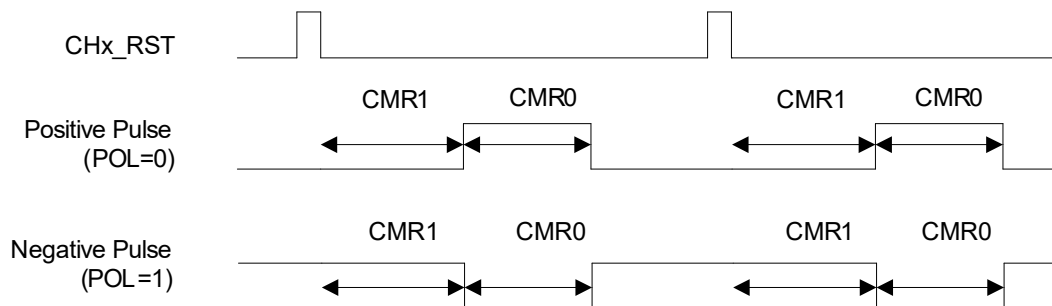 CHx_RST
CMR1 CMR0 CMR1 CMR0
Positive Pulse
(POL=0)
CMR1 CMR0 CMR1 CMR0
Negative Pulse
(POL=1)